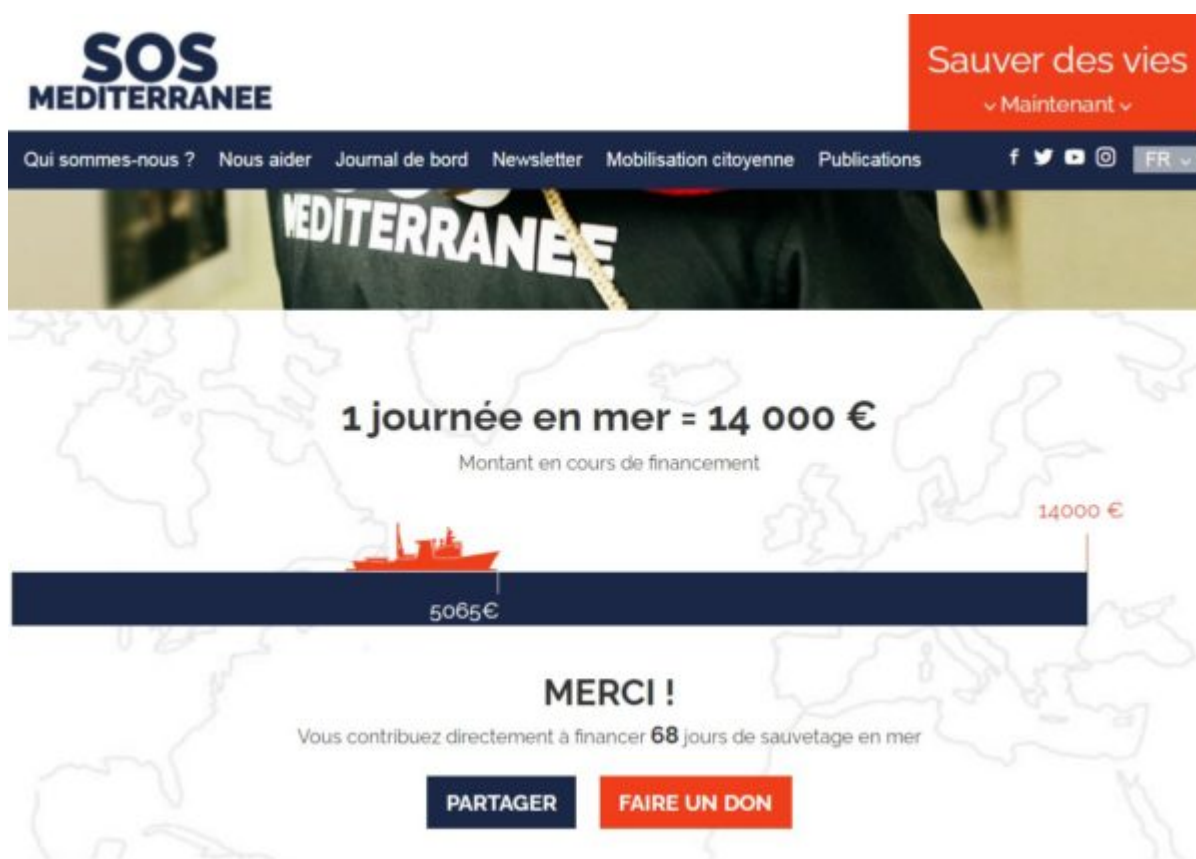 SOS
MEDITERRANEE
Sauver des vies
Maintenant
Qui sommes-nous ? Nous aider Journal de bord Newsletter Mobilisation citoyenne Publications FR
MEDITERRANEE
1 journée en mer = 14 000 €
Montant en cours de financement
14000 €
5065€
MERCI !
Vous contribuez directement à financer 68 jours de sauvetage en mer
PARTAGER FAIRE UN DON